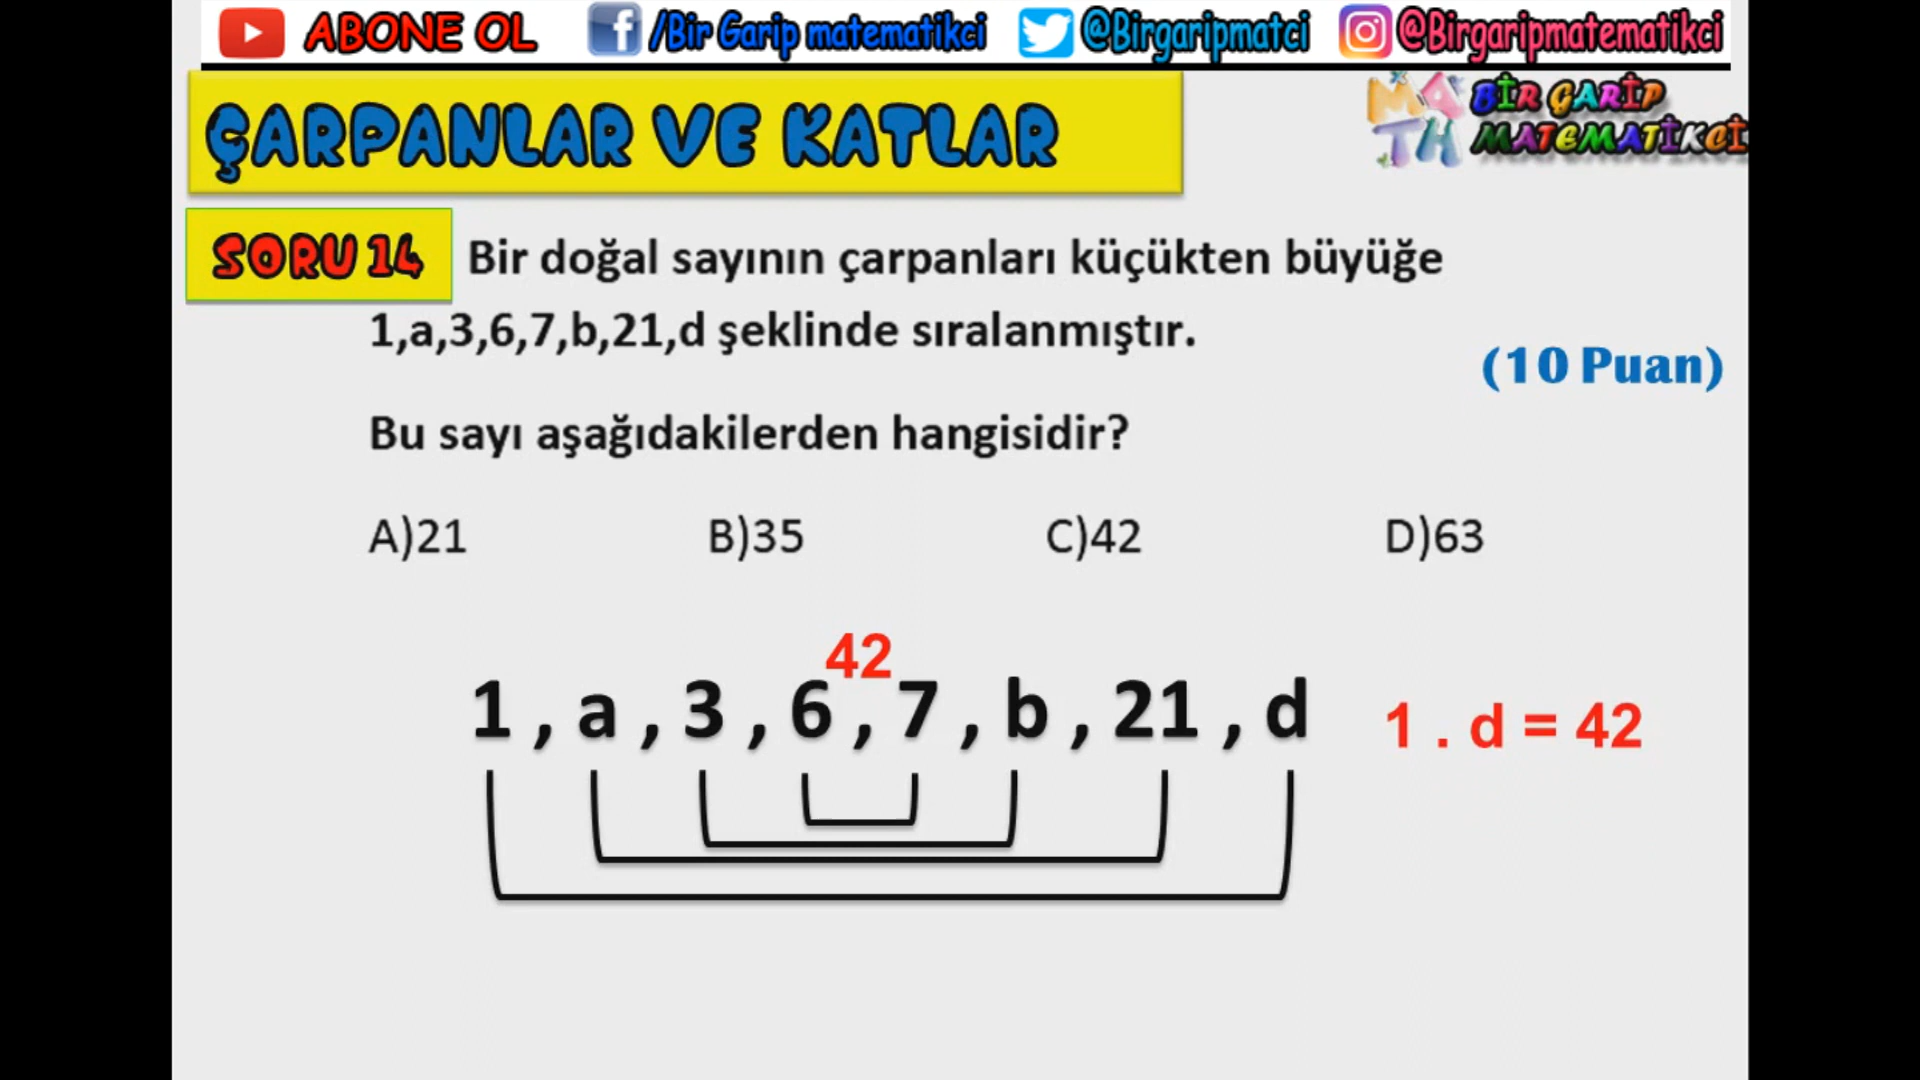 ABONE OL /Bir Garip matematikci @Birgaripmatci @Birgaripmatematikci
ÇARPANLAR VE KATLAR
MATH BİR GARİP MATEMATİKCİ
SORU 14 Bir doğal sayının çarpanları küçükten büyüğe
1,a,3,6,7,b,21,d şeklinde sıralanmıştır.
(10 Puan)
Bu sayı aşağıdakilerden hangisidir?
A)21 B)35 C)42 D)63
42
1 , a , 3 , 6 , 7 , b , 21 , d 1 . d = 42